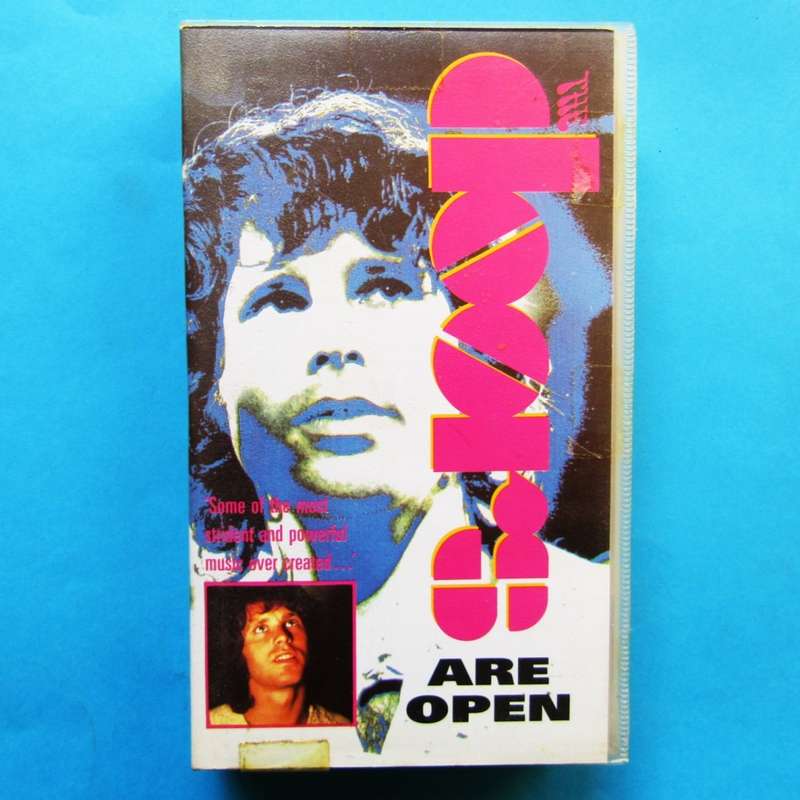 the
doors
ARE
OPEN
'Some of the most
strident and powerful
music ever created...'